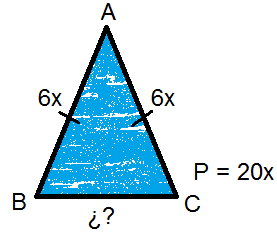 A
6x 6x
P = 20x
B C
¿?